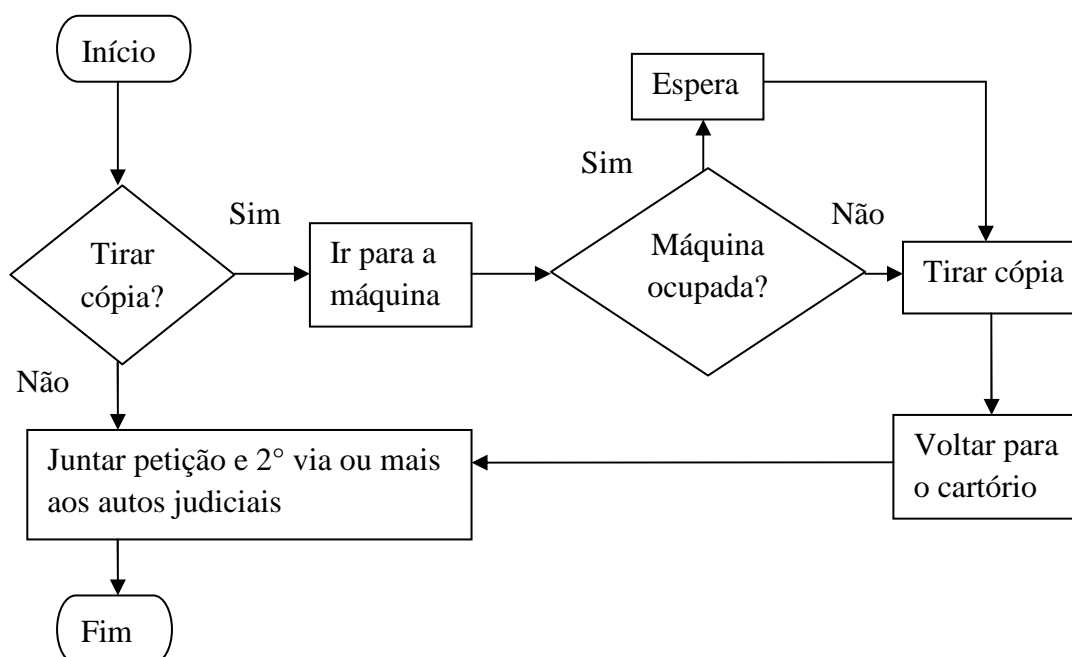 Início
Espera
Sim
Sim
Não
Tirar
cópia?
Ir para a
máquina
Máquina
ocupada?
Tirar cópia
Não
Juntar petição e 2° via ou mais
aos autos judiciais
Voltar para
o cartório
Fim